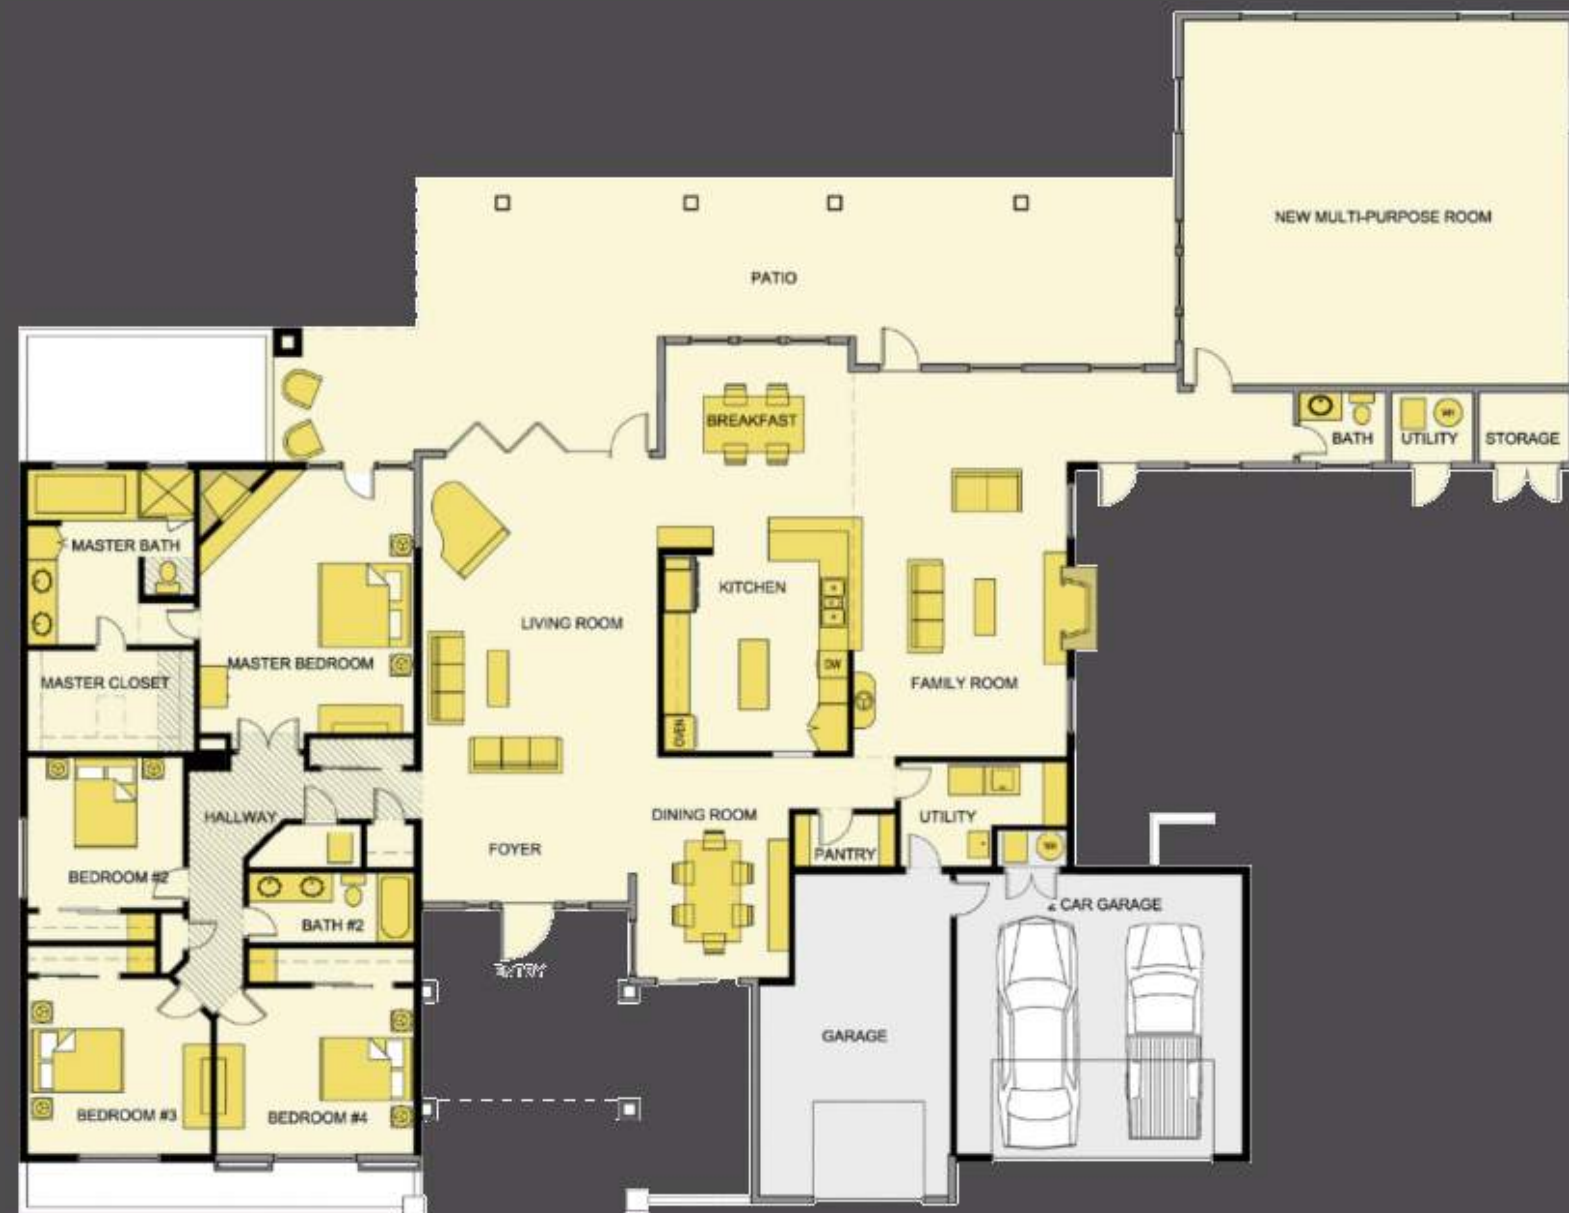 NEW MULTI-PURPOSE ROOM
PATIO
BREAKFAST
BATH
UTILITY
STORAGE
MASTER BATH
KITCHEN
LIVING ROOM
MASTER BEDROOM
MASTER CLOSET
FAMILY ROOM
DW
OVEN
HALLWAY
DINING ROOM
UTILITY
FOYER
PANTRY
BEDROOM #2
BATH #2
CAR GARAGE
ENTRY
GARAGE
BEDROOM #3
BEDROOM #4